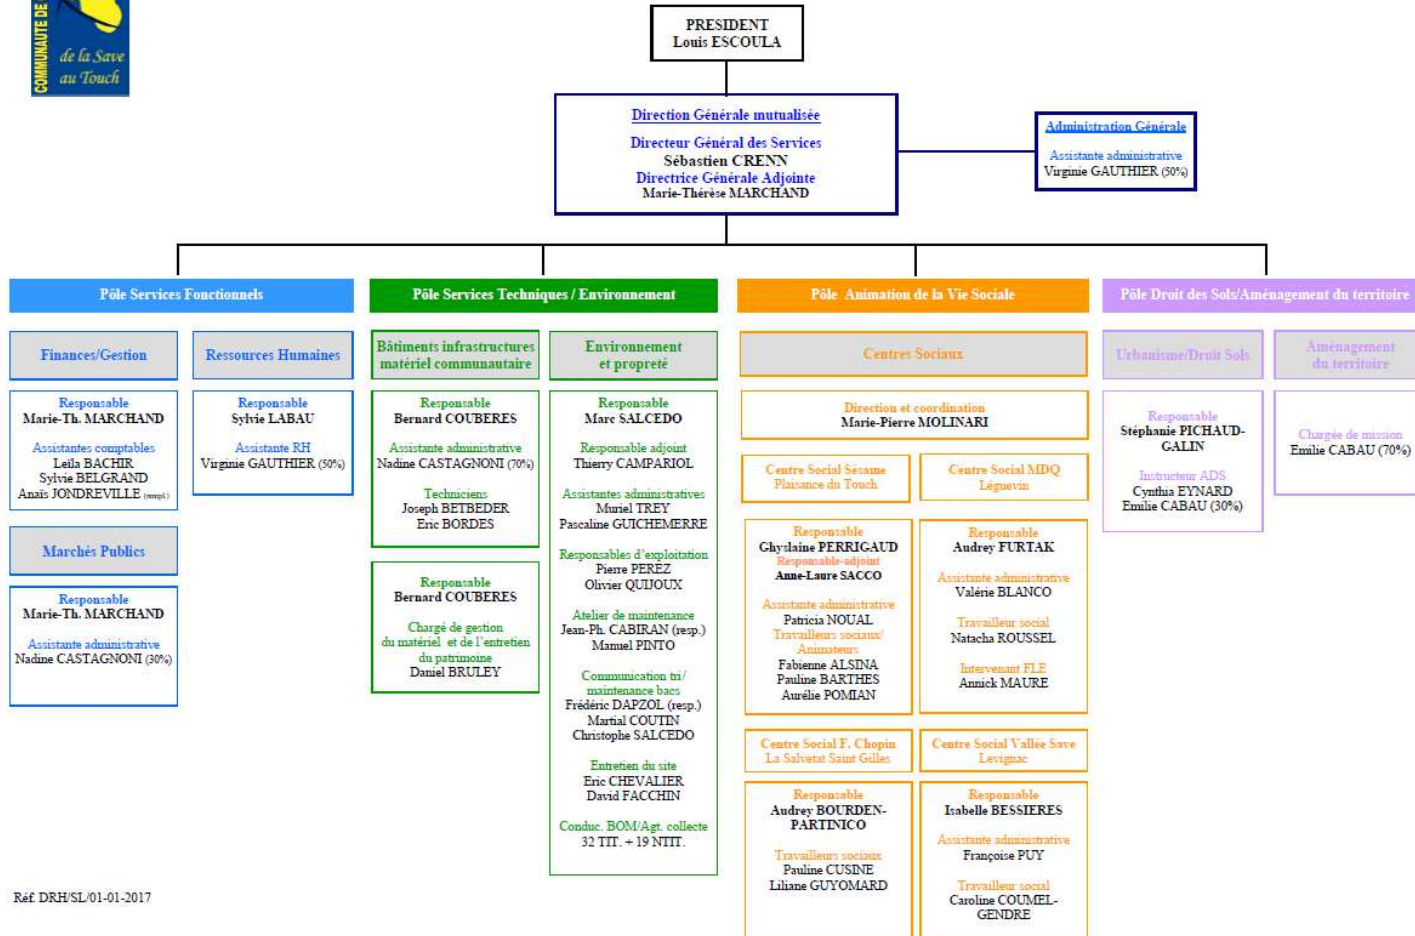 COMMUNAUTE DE
de la Save
au Touch
PRESIDENT
Louis ESCOULA
Direction Générale mutualisée
Directeur Général des Services
Sébastien CRENN
Directrice Générale Adjointe
Marie-Thérèse MARCHAND
Administration Générale
Assistante administrative
Virginie GAUTHIER (50%)
Pôle Services Fonctionnels
Finances/Gestion
Responsable
Marie-Th. MARCHAND
Assistantes comptables
Leïla BACHIR
Sylvie BELGRAND
Anaïs JONDREVILLE (rempl.)
Marchés Publics
Responsable
Marie-Th. MARCHAND
Assistante administrative
Nadine CASTAGNONI (30%)
Ressources Humaines
Responsable
Sylvie LABAU
Assistante RH
Virginie GAUTHIER (50%)
Pôle Services Techniques / Environnement
Bâtiments infrastructures
matériel communautaire
Responsable
Bernard COUBERES
Assistante administrative
Nadine CASTAGNONI (70%)
Techniciens
Joseph BETBEDER
Eric BORDES
Responsable
Bernard COUBERES
Chargé de gestion
du matériel et de l'entretien
du patrimoine
Daniel BRULEY
Environnement
et propreté
Responsable
Marc SALCEDO
Responsable adjoint
Thierry CAMPARIOL
Assistantes administratives
Muriel TREY
Pascaline GUICHEMERRE
Responsables d'exploitation
Pierre PEREZ
Olivier QUIJOUX
Atelier de maintenance
Jean-Ph. CABIRAN (resp.)
Manuel PINTO
Communication tri/
maintenance bacs
Frédéric DAPZOL (resp.)
Martial COUTIN
Christophe SALCEDO
Entretien du site
Eric CHEVALIER
David FACCHIN
Conduc. BOM/Agt. collecte
32 TIT. + 19 NTIT.
Pôle Animation de la Vie Sociale
Centres Sociaux
Direction et coordination
Marie-Pierre MOLINARI
Centre Social Sésame
Plaisance du Touch
Responsable
Ghyslaine PERRIGAUD
Responsable-adjoint
Anne-Laure SACCO
Assistante administrative
Patricia NOUAL
Travailleurs sociaux/
Animateurs
Fabienne ALSINA
Pauline BARTHES
Aurélie POMIAN
Centre Social MDQ
Léguevin
Responsable
Audrey FURTAK
Assistante administrative
Valérie BLANCO
Travailleur social
Natacha ROUSSEL
Intervenant FLE
Annick MAURE
Centre Social F. Chopin
La Salvetat Saint Gilles
Responsable
Audrey BOURDEN-
PARTINICO
Travailleurs sociaux
Pauline CUSINE
Liliane GUYOMARD
Centre Social Vallée Save
Levignac
Responsable
Isabelle BESSIERES
Assistante administrative
Françoise PUY
Travailleur social
Caroline COUMEL-
GENDRE
Pôle Droit des Sols/Aménagement du territoire
Urbanisme/Droit Sols
Responsable
Stéphanie PICHAUD-
GALIN
Instructeur ADS
Cynthia EYNARD
Emilie CABAU (30%)
Aménagement
du territoire
Chargée de mission
Emilie CABAU (70%)
Réf. DRH/SL/01-01-2017